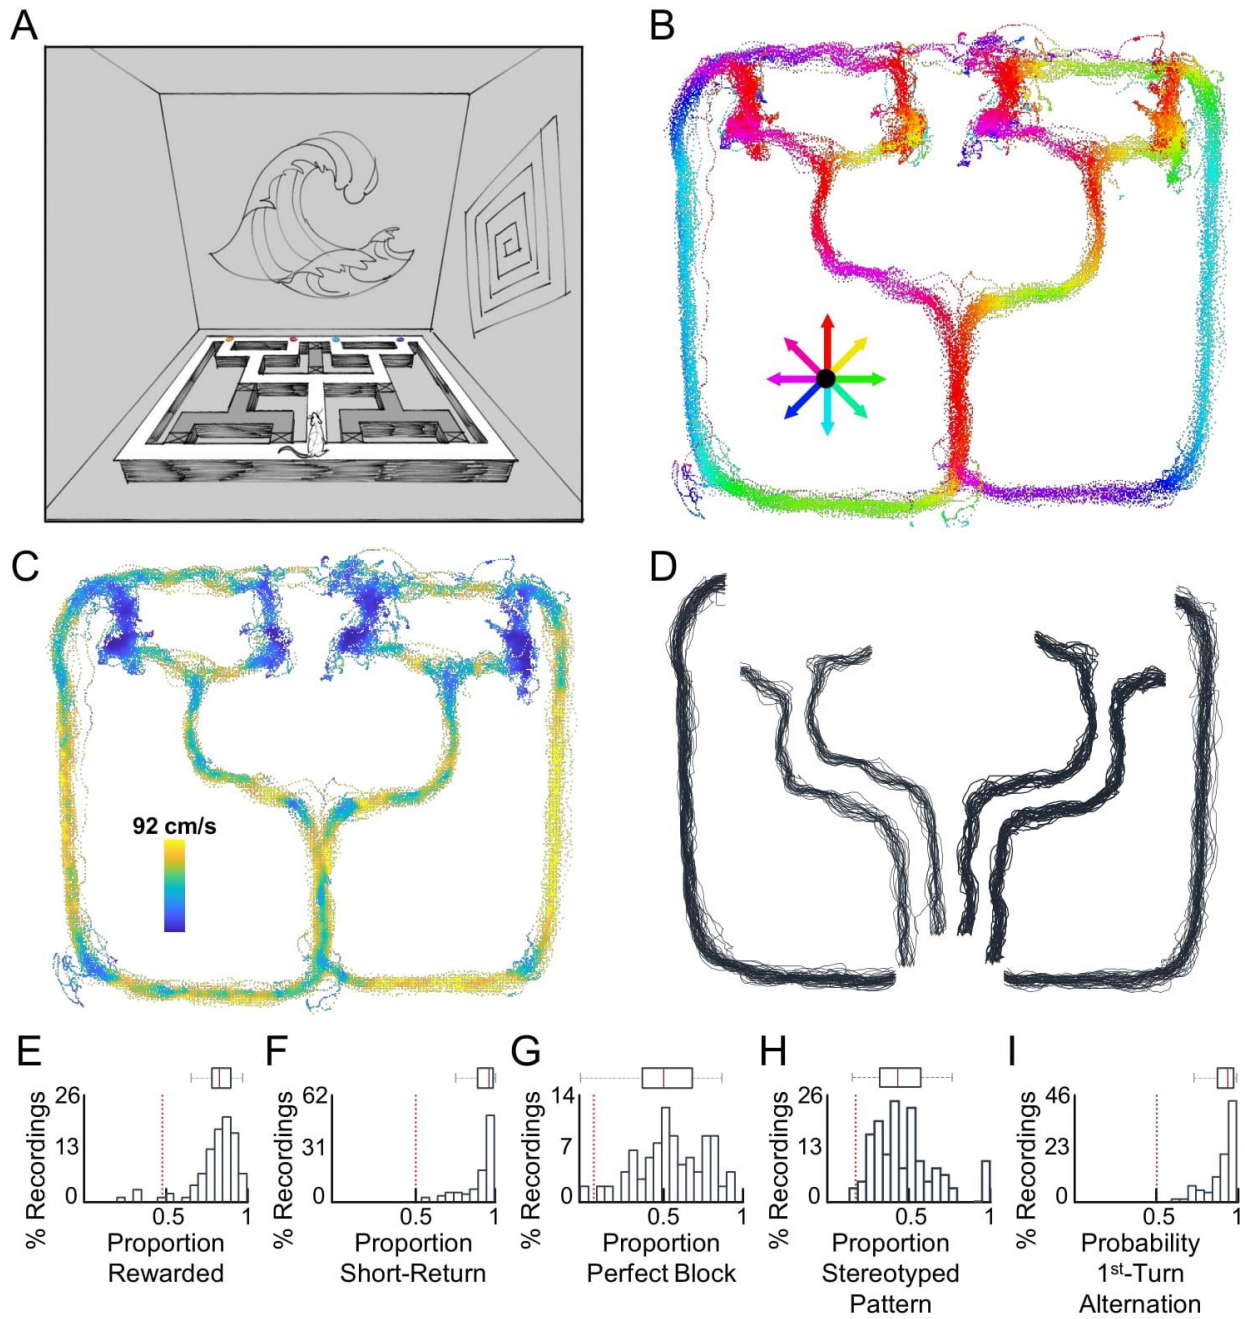 A
B
C
92 cm/s
D
E
% Recordings
26
13
0
0.5
1
Proportion
Rewarded
F
% Recordings
62
31
0
0.5
1
Proportion
Short-Return
G
% Recordings
14
7
0
0.5
1
Proportion
Perfect Block
H
% Recordings
26
13
0
0.5
1
Proportion
Stereotyped
Pattern
I
% Recordings
46
23
0
0.5
1
Probability
1st-Turn
Alternation